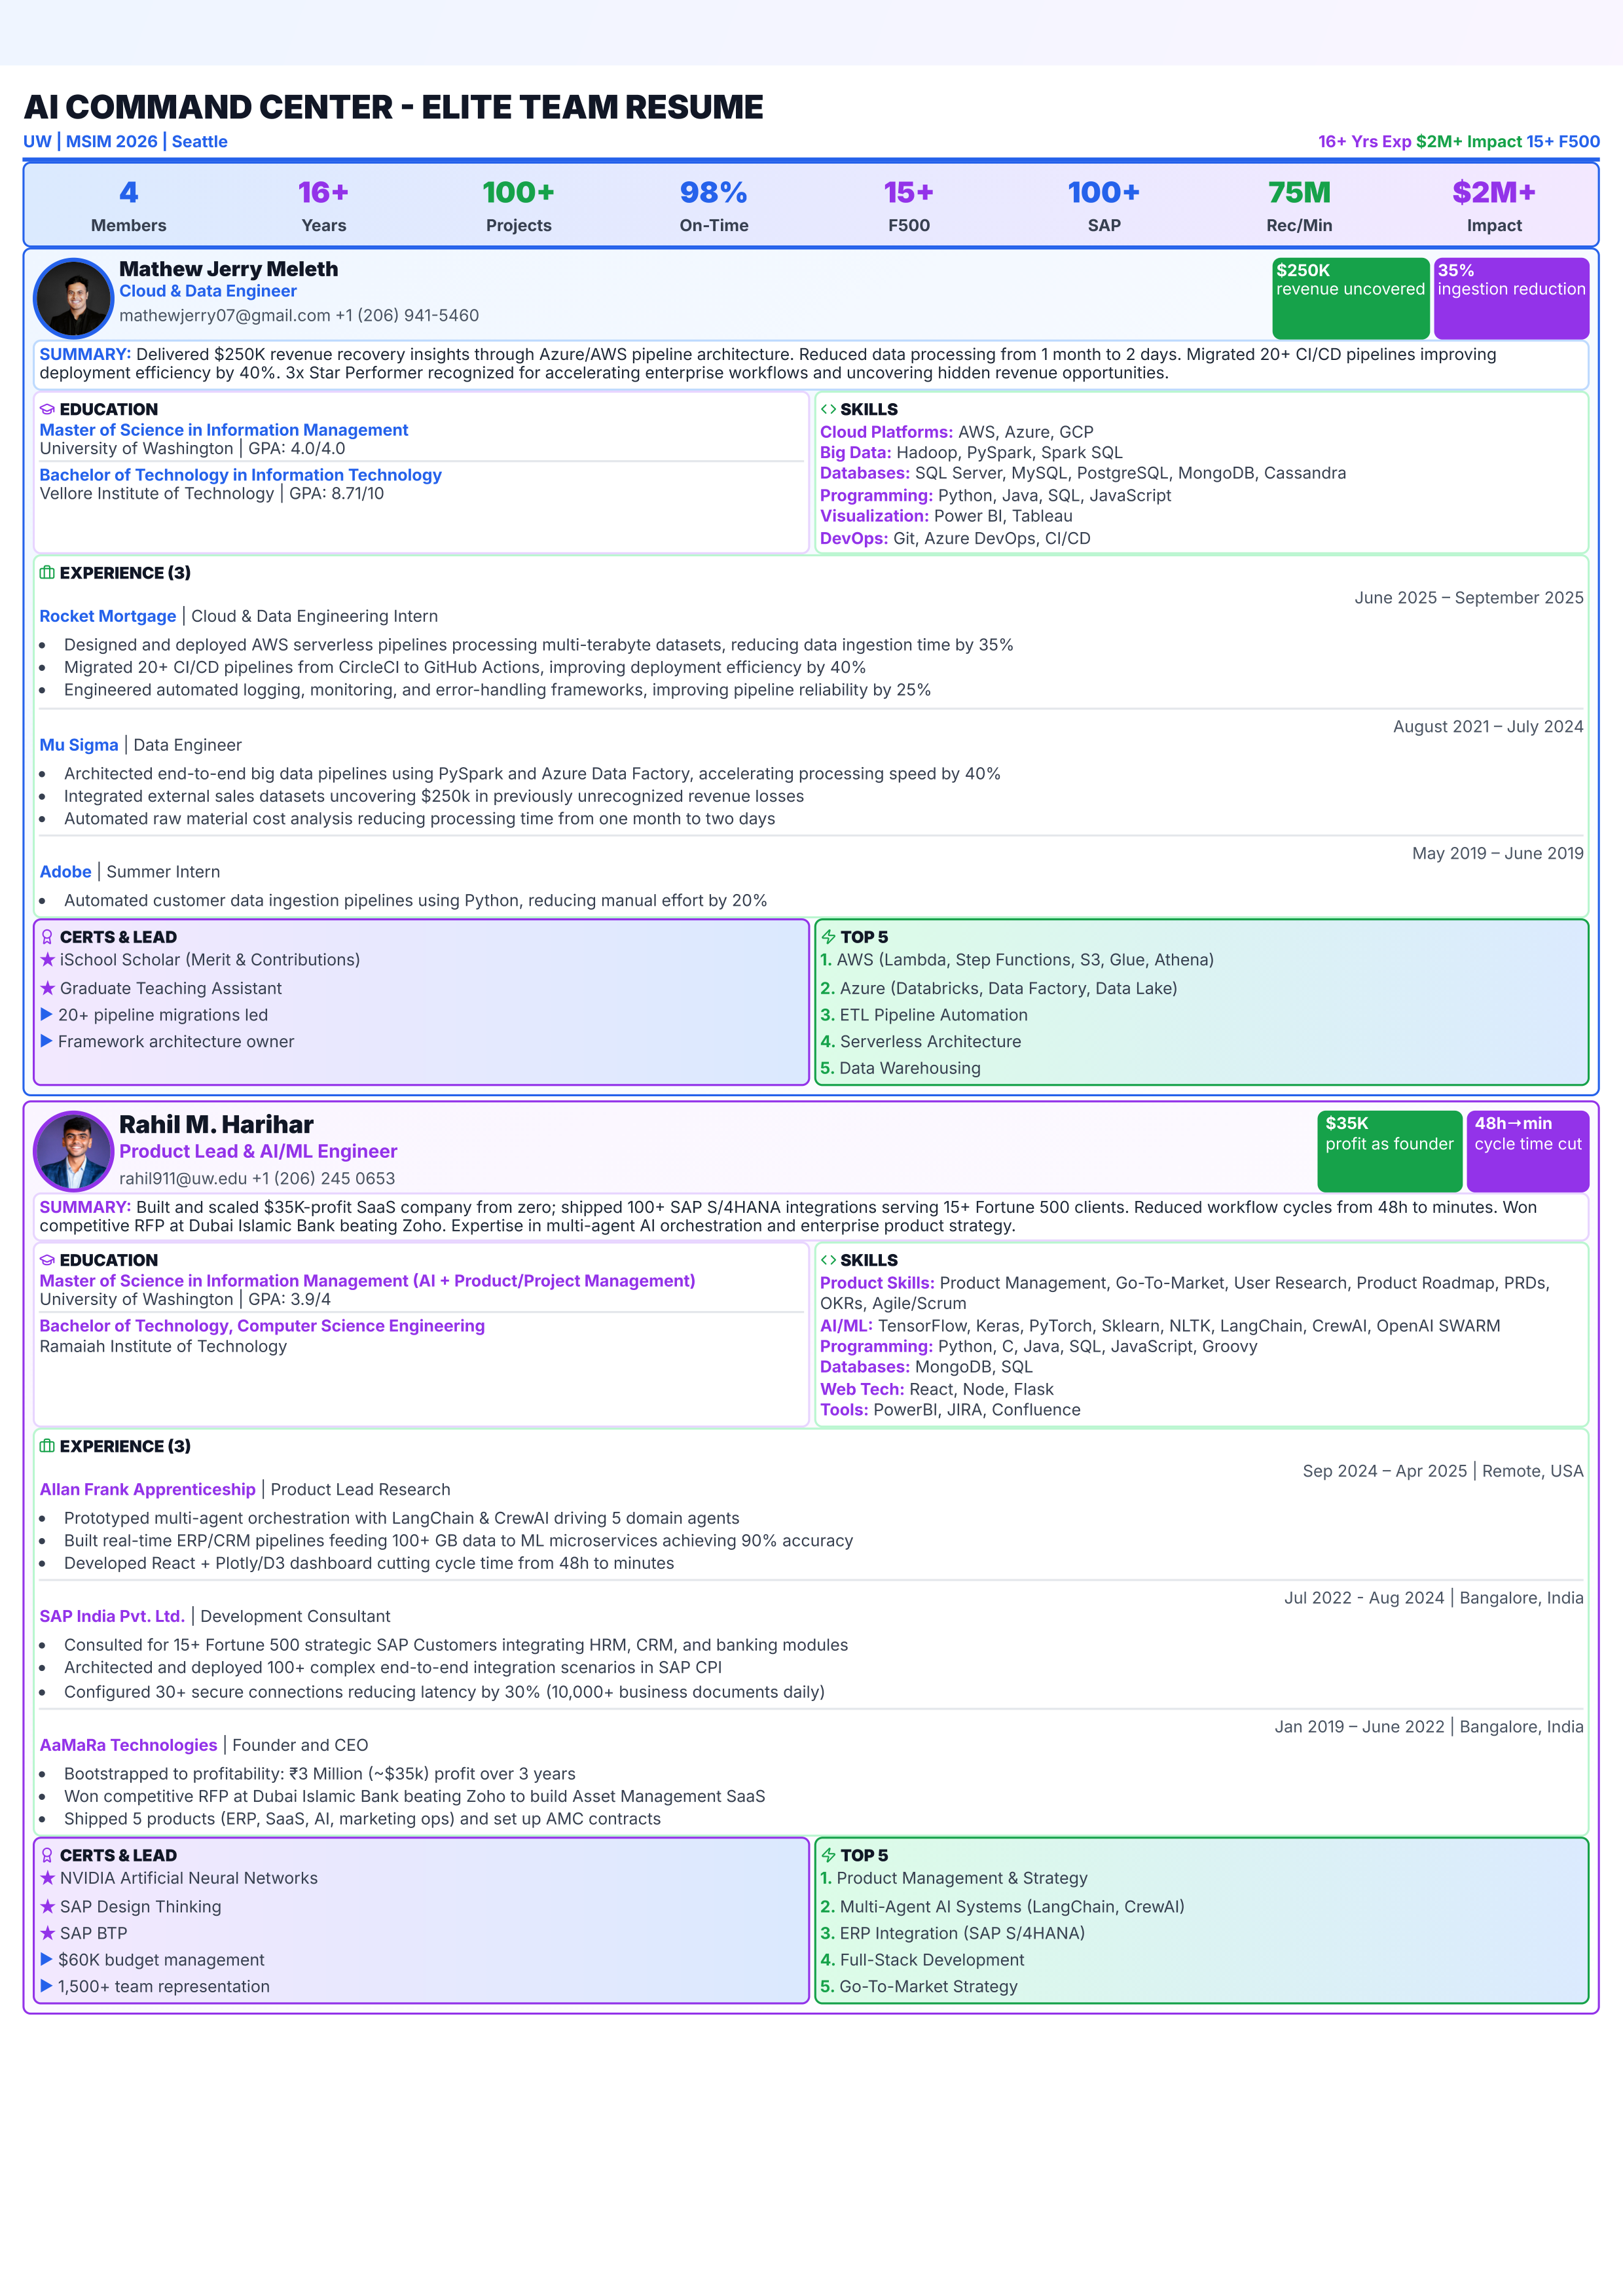 AI COMMAND CENTER - ELITE TEAM RESUME
UW | MSIM 2026 | Seattle
16+ Yrs Exp $2M+ Impact 15+ F500
4
Members
16+
Years
100+
Projects
98%
On-Time
15+
F500
100+
SAP
75M
Rec/Min
$2M+
Impact
Mathew Jerry Meleth
Cloud & Data Engineer
mathewjerry07@gmail.com +1 (206) 941-5460
$250K
revenue uncovered
35%
ingestion reduction
SUMMARY: Delivered $250K revenue recovery insights through Azure/AWS pipeline architecture. Reduced data processing from 1 month to 2 days. Migrated 20+ CI/CD pipelines improving
deployment efficiency by 40%. 3x Star Performer recognized for accelerating enterprise workflows and uncovering hidden revenue opportunities.
EDUCATION
Master of Science in Information Management
University of Washington | GPA: 4.0/4.0
Bachelor of Technology in Information Technology
Vellore Institute of Technology | GPA: 8.71/10
SKILLS
Cloud Platforms: AWS, Azure, GCP
Big Data: Hadoop, PySpark, Spark SQL
Databases: SQL Server, MySQL, PostgreSQL, MongoDB, Cassandra
Programming: Python, Java, SQL, JavaScript
Visualization: Power BI, Tableau
DevOps: Git, Azure DevOps, CI/CD
EXPERIENCE (3)
June 2025 – September 2025
Rocket Mortgage | Cloud & Data Engineering Intern
• Designed and deployed AWS serverless pipelines processing multi-terabyte datasets, reducing data ingestion time by 35%
• Migrated 20+ CI/CD pipelines from CircleCI to GitHub Actions, improving deployment efficiency by 40%
• Engineered automated logging, monitoring, and error-handling frameworks, improving pipeline reliability by 25%
August 2021 – July 2024
Mu Sigma | Data Engineer
• Architected end-to-end big data pipelines using PySpark and Azure Data Factory, accelerating processing speed by 40%
• Integrated external sales datasets uncovering $250k in previously unrecognized revenue losses
• Automated raw material cost analysis reducing processing time from one month to two days
May 2019 – June 2019
Adobe | Summer Intern
• Automated customer data ingestion pipelines using Python, reducing manual effort by 20%
CERTS & LEAD
★ iSchool Scholar (Merit & Contributions)
★ Graduate Teaching Assistant
▶ 20+ pipeline migrations led
▶ Framework architecture owner
TOP 5
1. AWS (Lambda, Step Functions, S3, Glue, Athena)
2. Azure (Databricks, Data Factory, Data Lake)
3. ETL Pipeline Automation
4. Serverless Architecture
5. Data Warehousing
Rahil M. Harihar
Product Lead & AI/ML Engineer
rahil911@uw.edu +1 (206) 245 0653
$35K
profit as founder
48h→min
cycle time cut
SUMMARY: Built and scaled $35K-profit SaaS company from zero; shipped 100+ SAP S/4HANA integrations serving 15+ Fortune 500 clients. Reduced workflow cycles from 48h to minutes. Won
competitive RFP at Dubai Islamic Bank beating Zoho. Expertise in multi-agent AI orchestration and enterprise product strategy.
EDUCATION
Master of Science in Information Management (AI + Product/Project Management)
University of Washington | GPA: 3.9/4
Bachelor of Technology, Computer Science Engineering
Ramaiah Institute of Technology
SKILLS
Product Skills: Product Management, Go-To-Market, User Research, Product Roadmap, PRDs,
OKRs, Agile/Scrum
AI/ML: TensorFlow, Keras, PyTorch, Sklearn, NLTK, LangChain, CrewAI, OpenAI SWARM
Programming: Python, C, Java, SQL, JavaScript, Groovy
Databases: MongoDB, SQL
Web Tech: React, Node, Flask
Tools: PowerBI, JIRA, Confluence
EXPERIENCE (3)
Sep 2024 – Apr 2025 | Remote, USA
Allan Frank Apprenticeship | Product Lead Research
• Prototyped multi-agent orchestration with LangChain & CrewAI driving 5 domain agents
• Built real-time ERP/CRM pipelines feeding 100+ GB data to ML microservices achieving 90% accuracy
• Developed React + Plotly/D3 dashboard cutting cycle time from 48h to minutes
Jul 2022 - Aug 2024 | Bangalore, India
SAP India Pvt. Ltd. | Development Consultant
• Consulted for 15+ Fortune 500 strategic SAP Customers integrating HRM, CRM, and banking modules
• Architected and deployed 100+ complex end-to-end integration scenarios in SAP CPI
• Configured 30+ secure connections reducing latency by 30% (10,000+ business documents daily)
Jan 2019 – June 2022 | Bangalore, India
AaMaRa Technologies | Founder and CEO
• Bootstrapped to profitability: ₹3 Million (~$35k) profit over 3 years
• Won competitive RFP at Dubai Islamic Bank beating Zoho to build Asset Management SaaS
• Shipped 5 products (ERP, SaaS, AI, marketing ops) and set up AMC contracts
CERTS & LEAD
★ NVIDIA Artificial Neural Networks
★ SAP Design Thinking
★ SAP BTP
▶ $60K budget management
▶ 1,500+ team representation
TOP 5
1. Product Management & Strategy
2. Multi-Agent AI Systems (LangChain, CrewAI)
3. ERP Integration (SAP S/4HANA)
4. Full-Stack Development
5. Go-To-Market Strategy